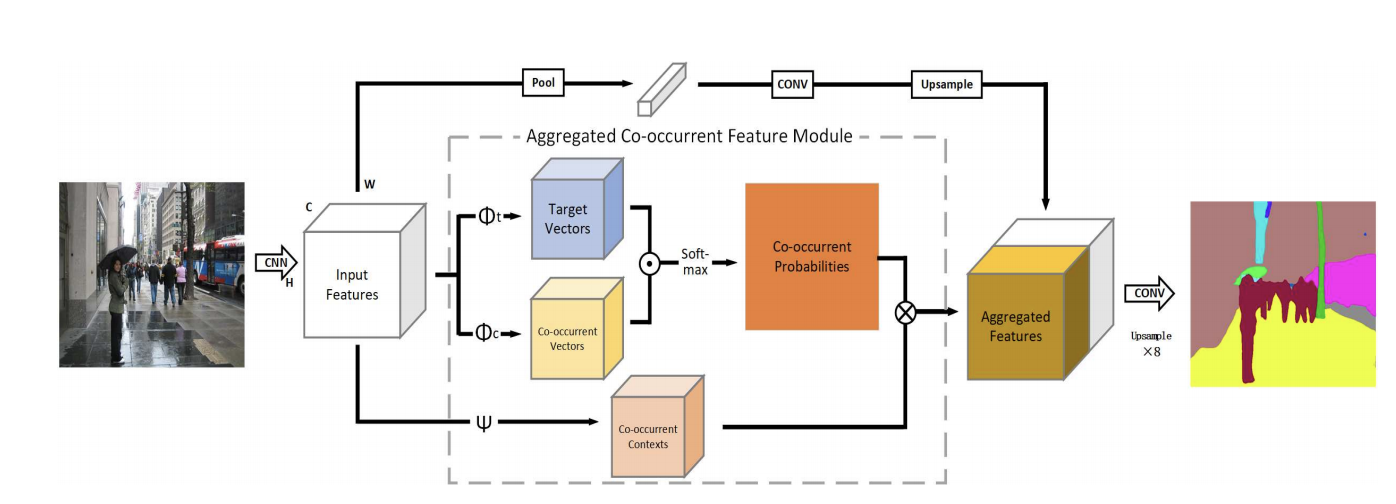 Pool
CONV
Upsample
Aggregated Co-occurrent Feature Module
W
C
CNN
H
Input
Features
Φt
Target
Vectors
Φc
Co-occurrent
Vectors
Soft-
max
Co-occurrent
Probabilities
Ψ
Co-occurrent
Contexts
Aggregated
Features
CONV
Upsample
×8